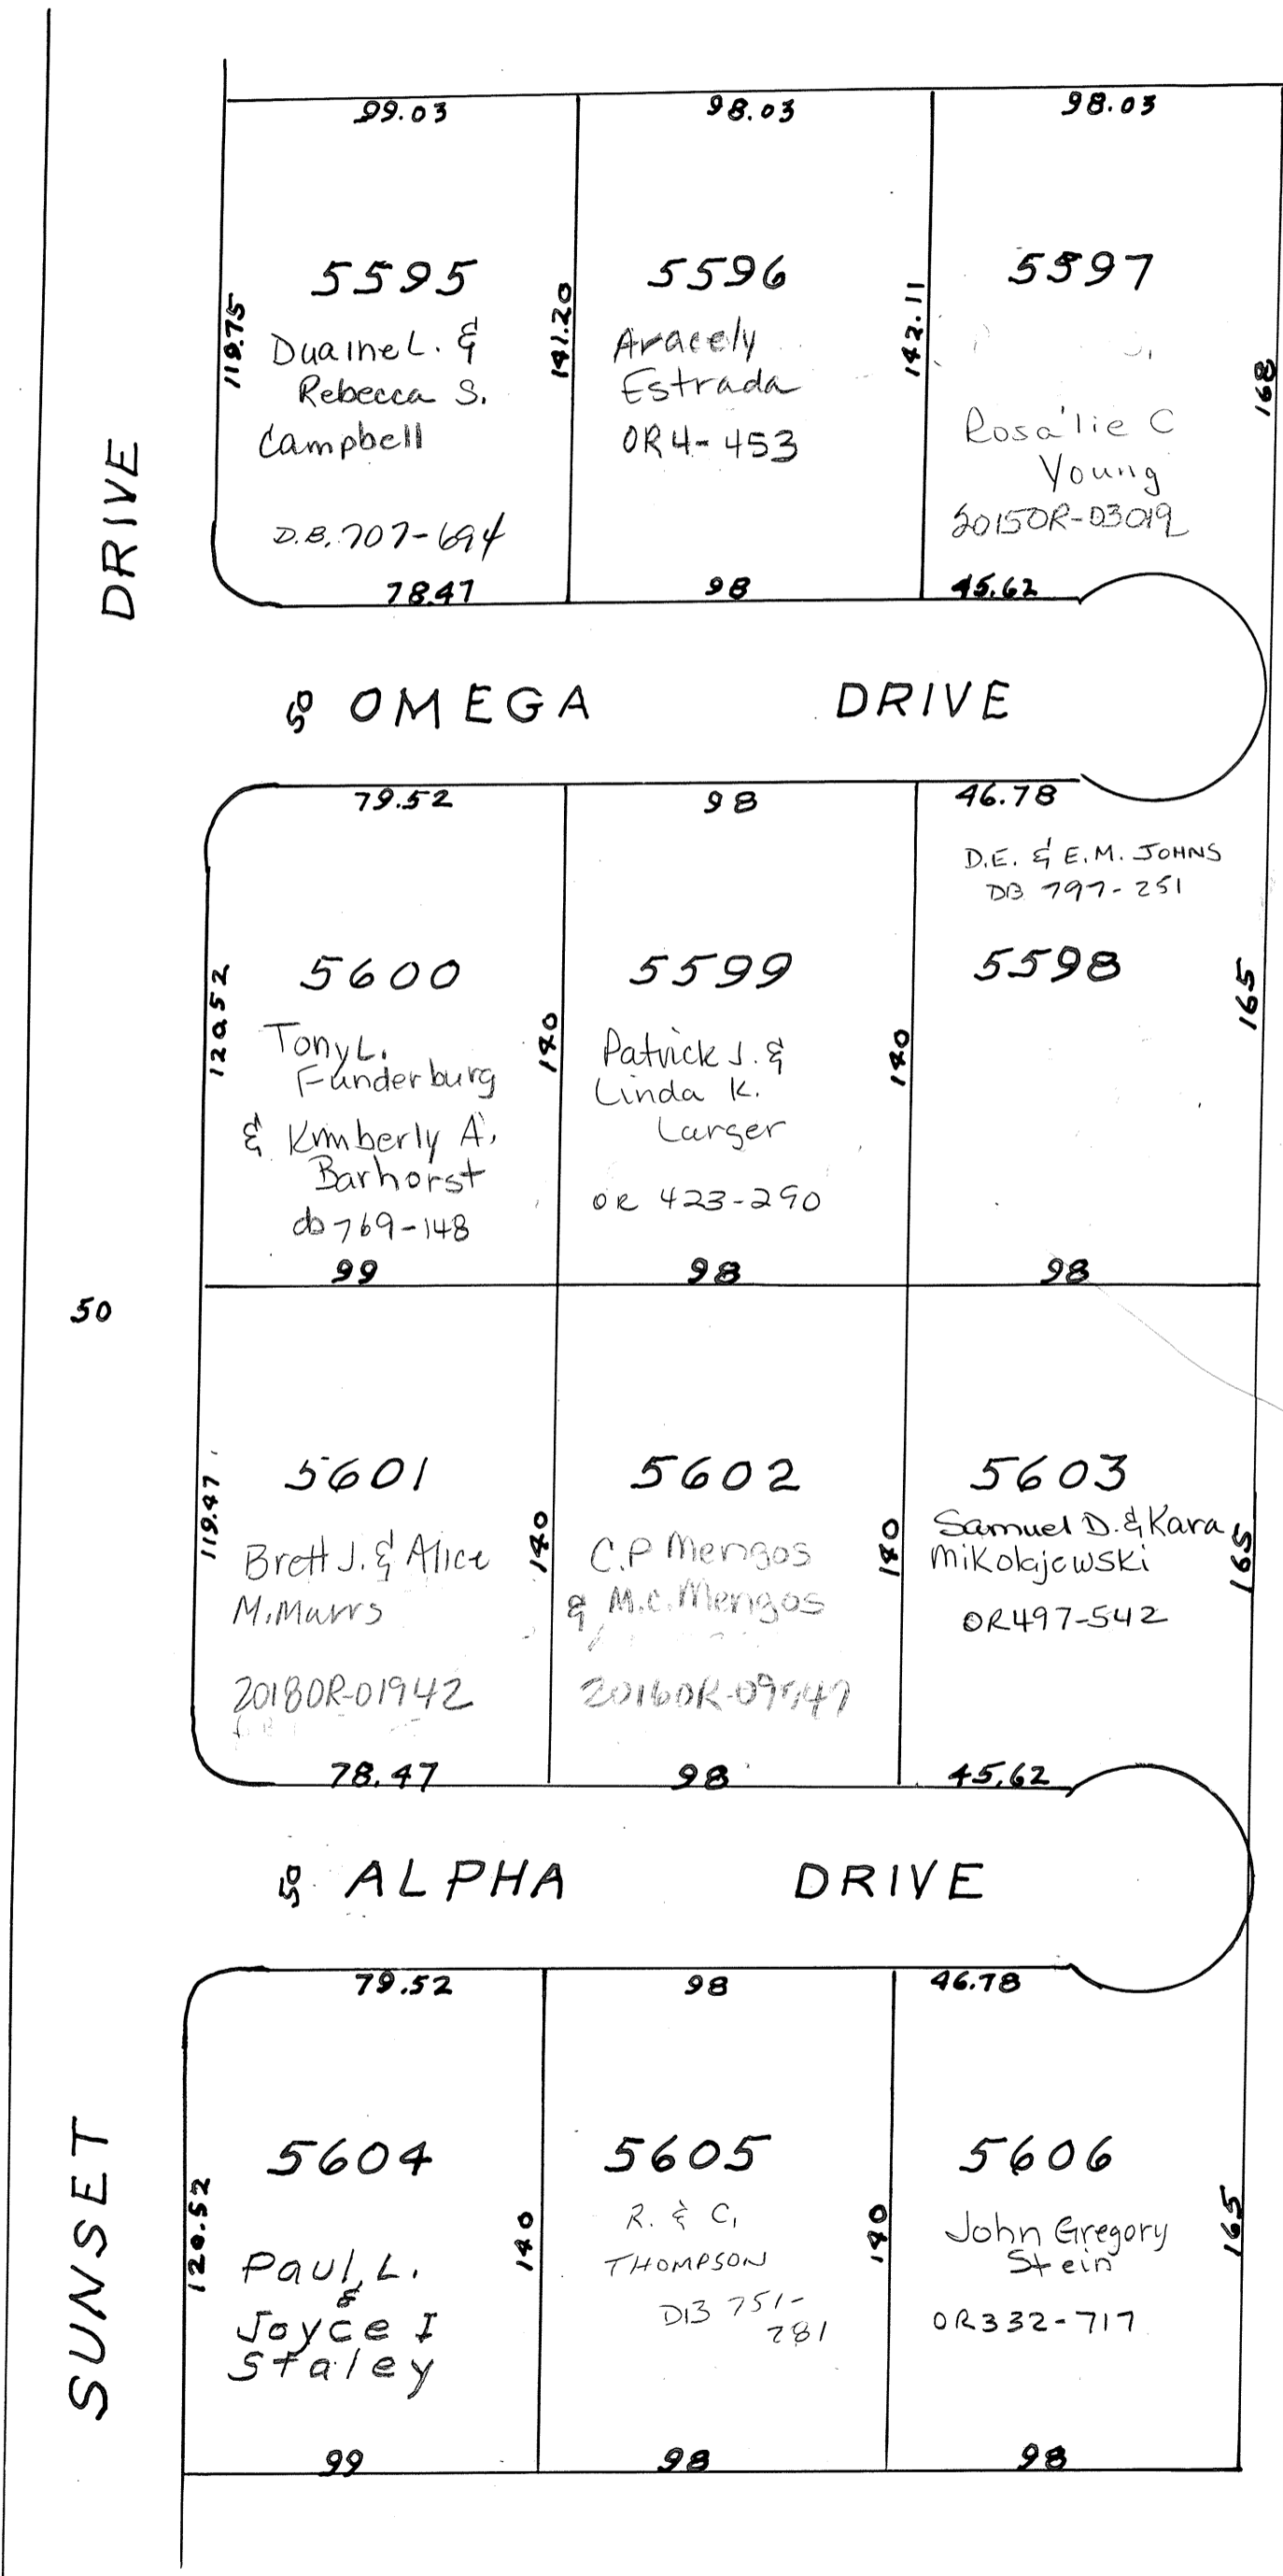 99.03
98.03
98.03
119.75
5595
Duaine L. &
Rebecca S.
Campbell
D.B. 707-694
78.47
141.20
5596
Aracely
Estrada
OR 4-453
98
142.11
5597
Rosalie C
Young
2015OR-03019
45.62
168
DRIVE
50 OMEGA DRIVE
79.52
98
46.78
D.E. & E.M. JOHNS
DB 797-251
120.52
5600
Tony L.
Funderburg
& Kimberly A.
Barhorst
db 769-148
99
140
5599
Patrick J. &
Linda K.
Larger
OR 423-290
98
140
5598
98
165
50
119.47
5601
Brett J. & Alice
M. Marrs
2018OR-01942
78.47
140
5602
C.P Mengos
& M.C. Mengos
98
140
5603
Samuel D. & Kara
Mikolajewski
OR497-542
45.62
165
50 ALPHA DRIVE
79.52
98
46.78
SUNSET
120.52
5604
Paul L.
&
Joyce I
Staley
99
140
5605
R. & C.
THOMPSON
DB 751-
281
98
140
5606
John Gregory
Stein
OR332-717
98
165